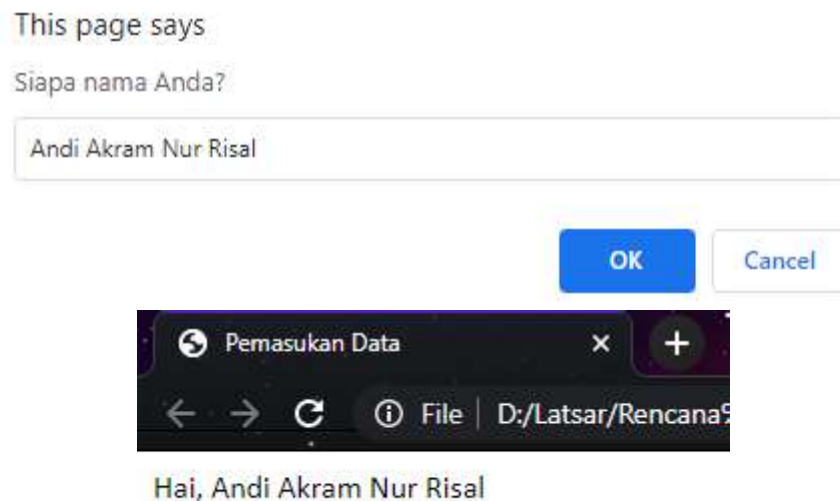 This page says
Siapa nama Anda?
Andi Akram Nur Risal
OK Cancel
Pemasukan Data
File | D:/Latsar/Rencana%
Hai, Andi Akram Nur Risal